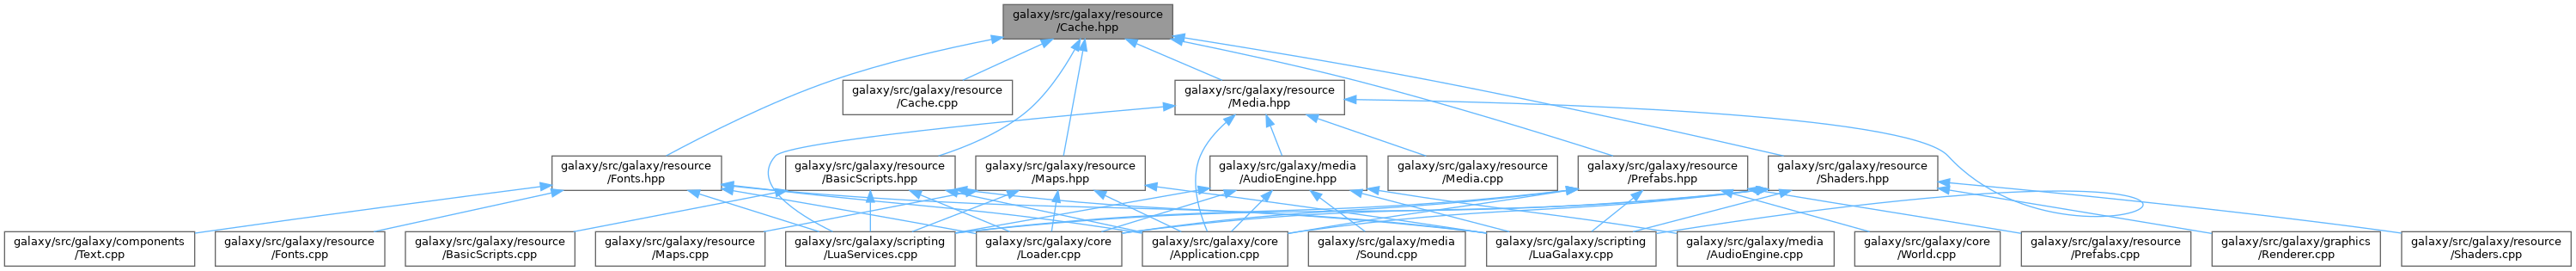 galaxy/src/galaxy/resource
/Cache.hpp
galaxy/src/galaxy/resource
/Cache.cpp
galaxy/src/galaxy/resource
/Media.hpp
galaxy/src/galaxy/resource
/Fonts.hpp
galaxy/src/galaxy/resource
/BasicScripts.hpp
galaxy/src/galaxy/resource
/Maps.hpp
galaxy/src/galaxy/media
/AudioEngine.hpp
galaxy/src/galaxy/resource
/Media.cpp
galaxy/src/galaxy/resource
/Prefabs.hpp
galaxy/src/galaxy/resource
/Shaders.hpp
galaxy/src/galaxy/components
/Text.cpp
galaxy/src/galaxy/resource
/Fonts.cpp
galaxy/src/galaxy/resource
/BasicScripts.cpp
galaxy/src/galaxy/resource
/Maps.cpp
galaxy/src/galaxy/scripting
/LuaServices.cpp
galaxy/src/galaxy/core
/Loader.cpp
galaxy/src/galaxy/core
/Application.cpp
galaxy/src/galaxy/media
/Sound.cpp
galaxy/src/galaxy/scripting
/LuaGalaxy.cpp
galaxy/src/galaxy/media
/AudioEngine.cpp
galaxy/src/galaxy/core
/World.cpp
galaxy/src/galaxy/resource
/Prefabs.cpp
galaxy/src/galaxy/graphics
/Renderer.cpp
galaxy/src/galaxy/resource
/Shaders.cpp